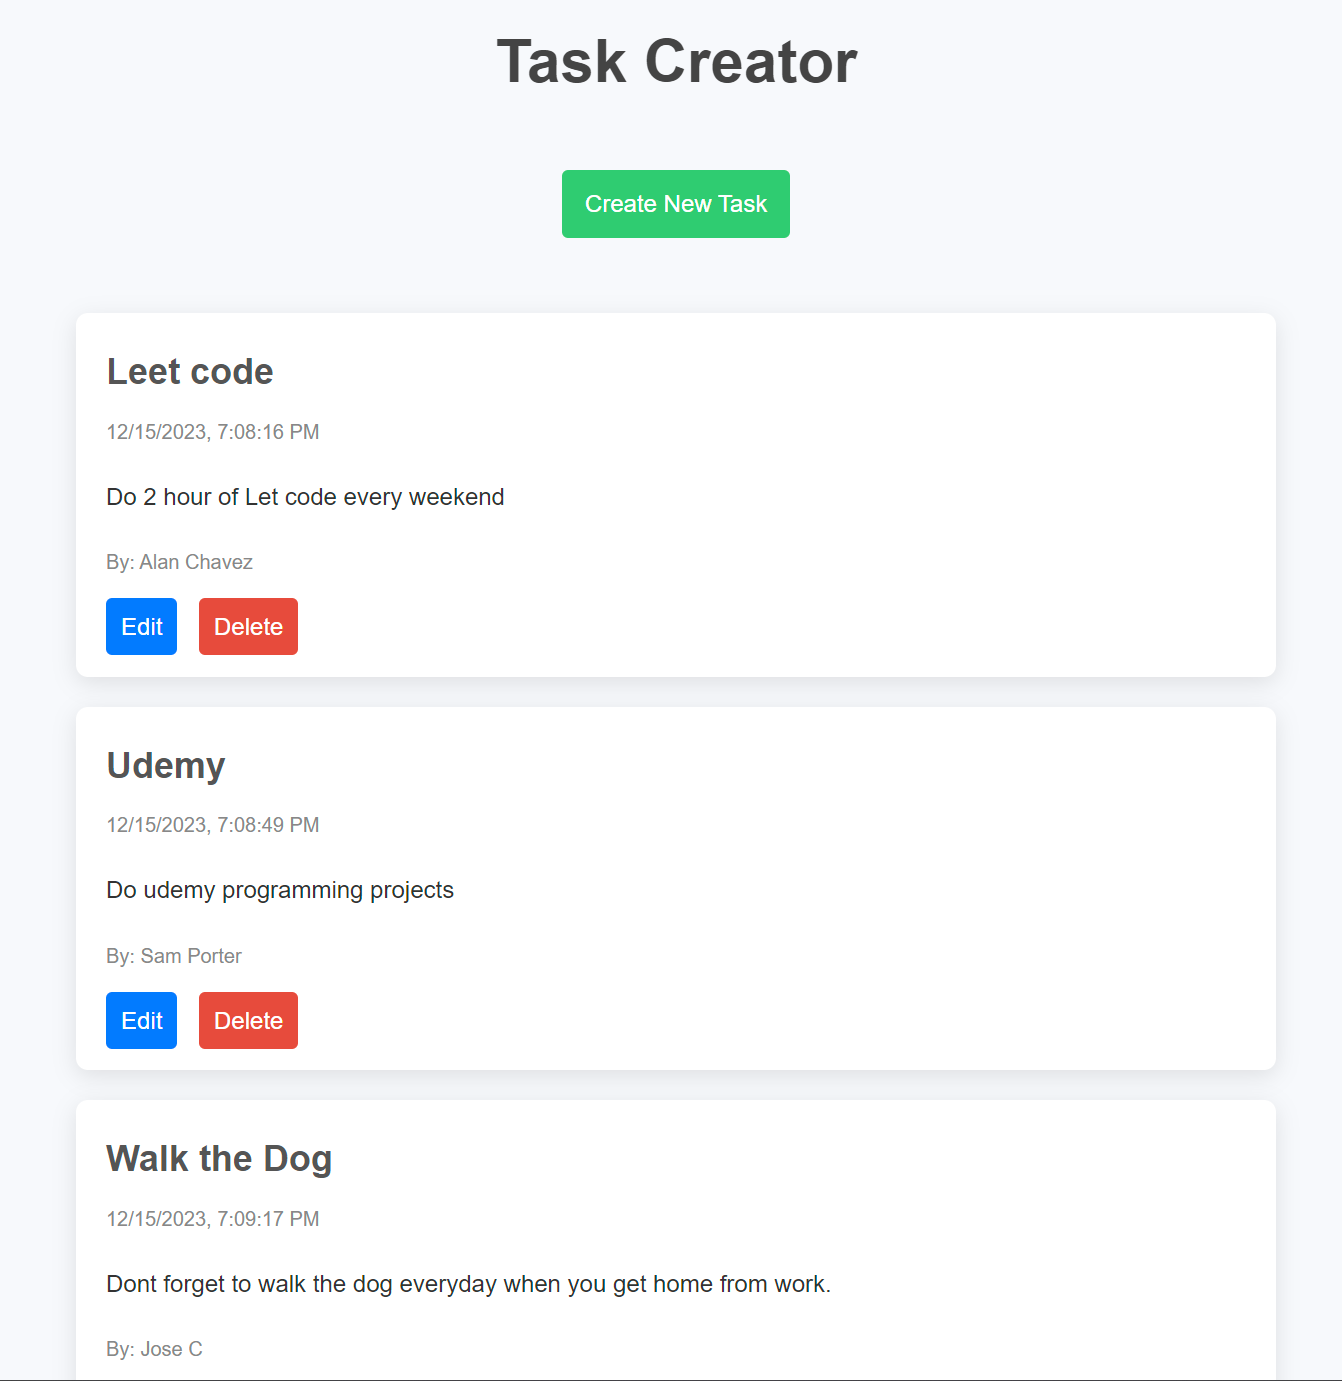 Task Creator
Create New Task
Leet code
12/15/2023, 7:08:16 PM
Do 2 hour of Let code every weekend
By: Alan Chavez
Edit Delete
Udemy
12/15/2023, 7:08:49 PM
Do udemy programming projects
By: Sam Porter
Edit Delete
Walk the Dog
12/15/2023, 7:09:17 PM
Dont forget to walk the dog everyday when you get home from work.
By: Jose C